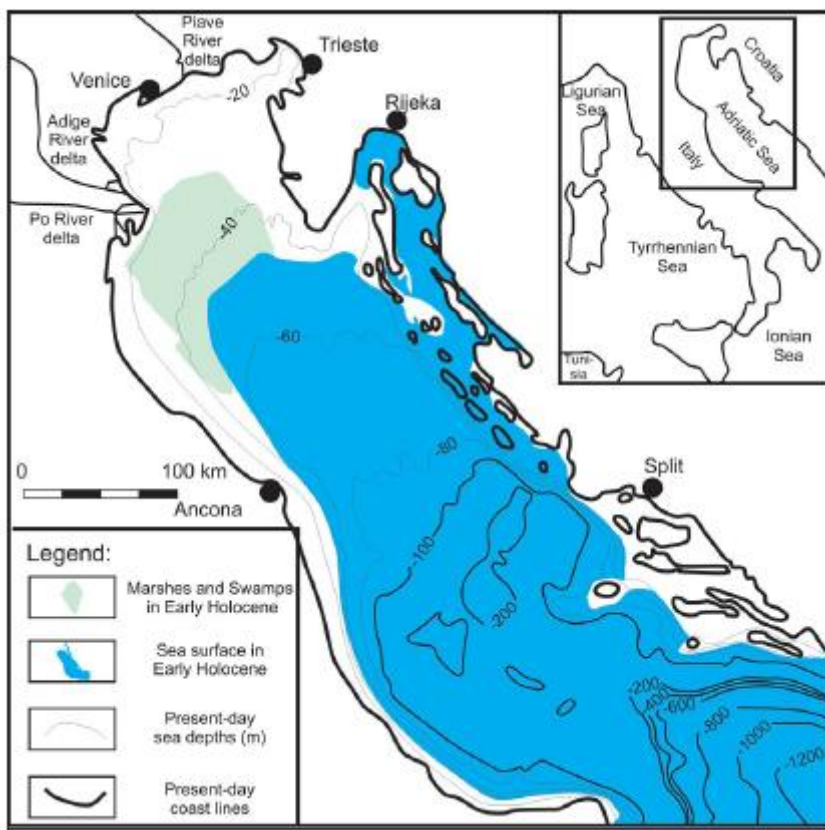 Piave
River
delta
Trieste
Venice
-20
Rijeka
Adige
River
delta
Po River
delta
-40
-60
-80
0 100 km
Ancona
Split
-100
-200
-200
-400
-600
-800
-1000
-1200
Croatia
Ligurian
Sea
Adriatic Sea
Italy
Tyrrhennian
Sea
Ionian
Sea
Tuni-
sia
Legend:
Marshes and Swamps
in Early Holocene
Sea surface in
Early Holocene
Present-day
sea depths (m)
Present-day
coast lines